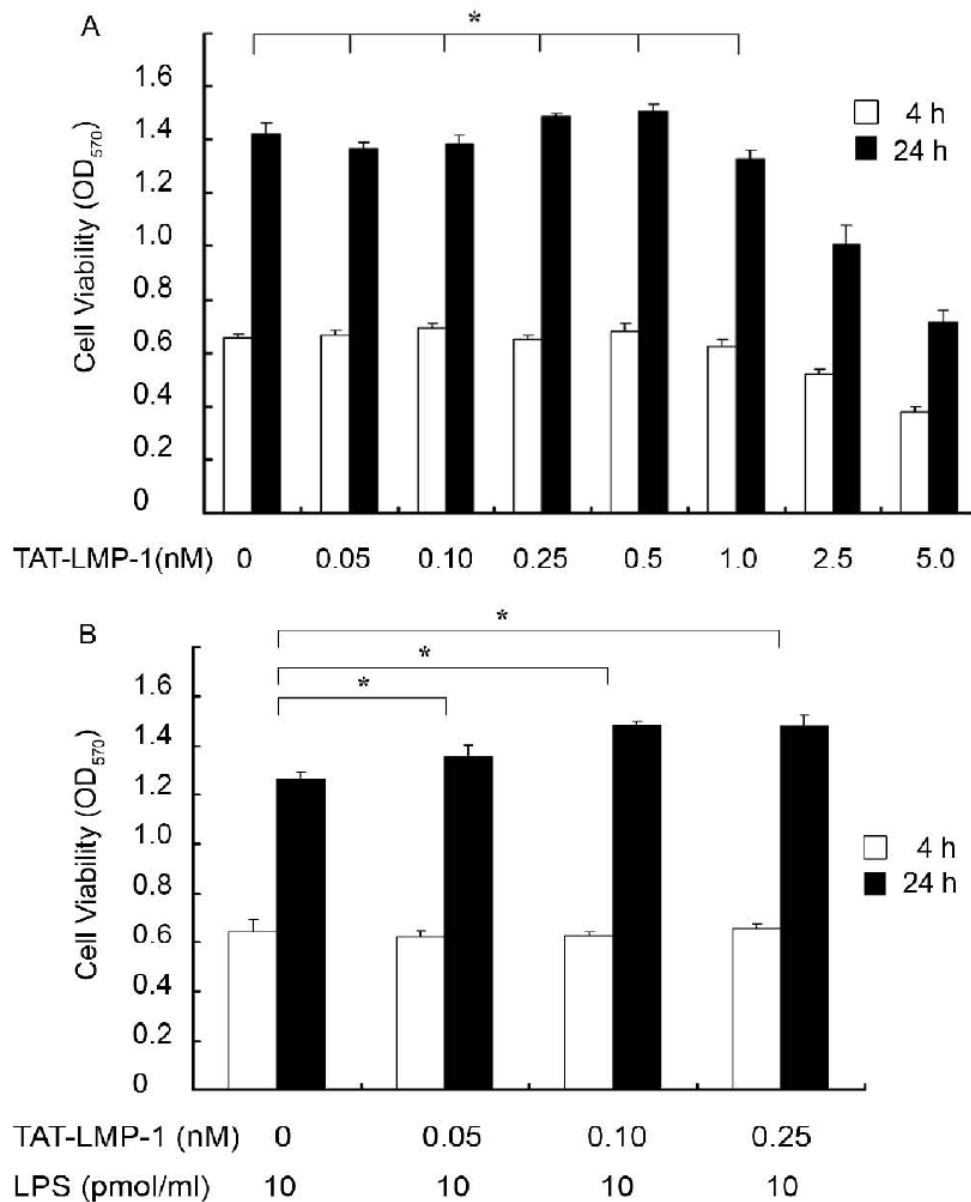 A
*
Cell Viability (OD570)
1.6
1.4
1.2
1.0
0.8
0.6
0.4
0.2
0
4 h
24 h
TAT-LMP-1(nM) 0 0.05 0.10 0.25 0.5 1.0 2.5 5.0
B
*
*
*
Cell Viability (OD570)
1.6
1.4
1.2
1.0
0.8
0.6
0.4
0.2
0
4 h
24 h
TAT-LMP-1 (nM) 0 0.05 0.10 0.25
LPS (pmol/ml) 10 10 10 10